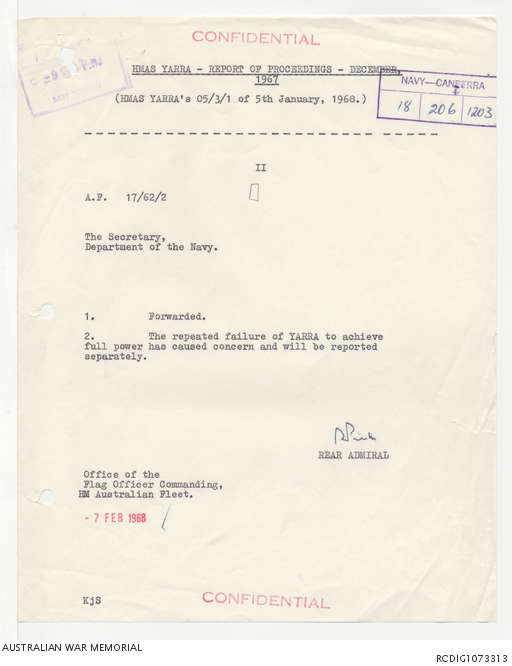 CONFIDENTIAL
HMAS YARRA - REPORT OF PROCEEDINGS - DECEMBER,
1967
(HMAS YARRA's 05/3/1 of 5th January, 1968.)
NAVY—CANBERRA
18 206 1203
II
A.F. 17/62/2
The Secretary,
Department of the Navy.
1. Forwarded.
2. The repeated failure of YARRA to achieve
full power has caused concern and will be reported
separately.
REAR ADMIRAL
Office of the
Flag Officer Commanding,
HM Australian Fleet.
- 7 FEB 1968
KjS
CONFIDENTIAL
AUSTRALIAN WAR MEMORIAL
RCDIG1073313